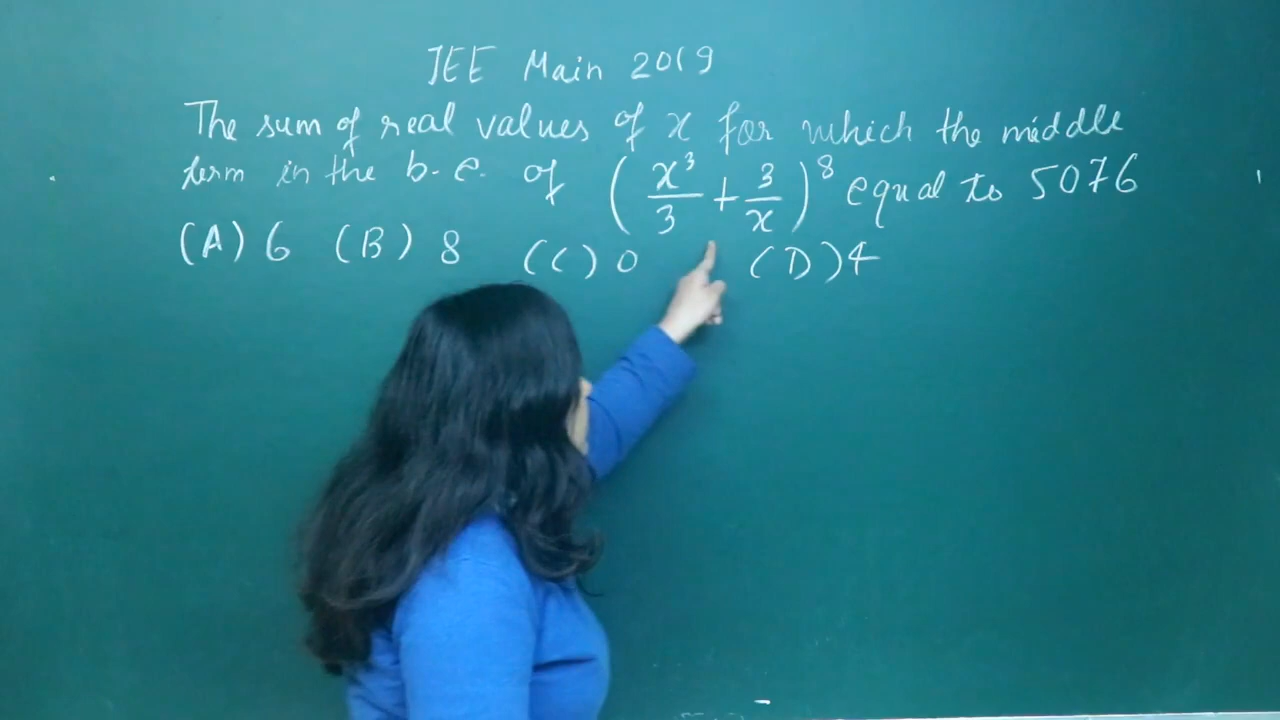 JEE Main 2019
The sum of real values of x for which the middle
term in the b.e. of (x³/3 + 3/x)⁸ equal to 5076
(A) 6 (B) 8 (C) 0 (D) 4